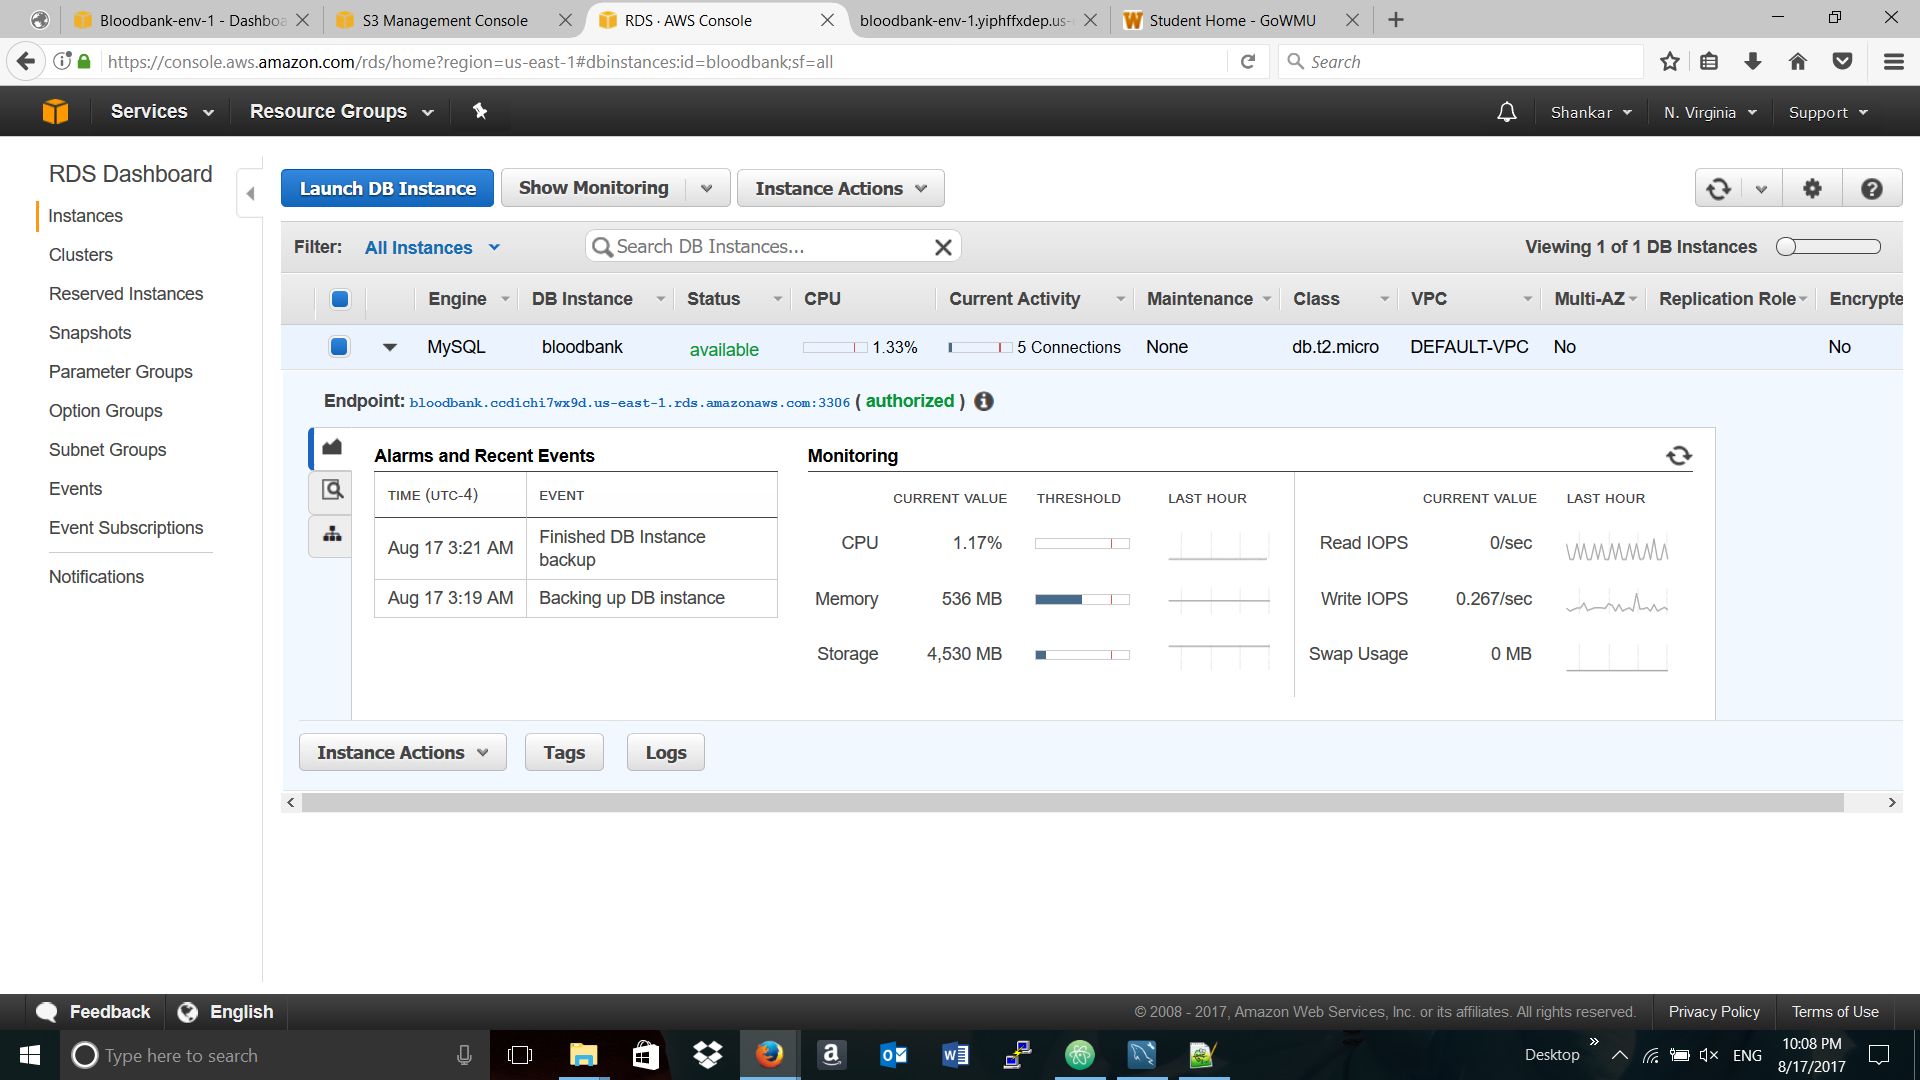 Bloodbank-env-1 - Dashboa
S3 Management Console
RDS · AWS Console
bloodbank-env-1.yiphffxdep.us-
Student Home - GoWMU
https://console.aws.amazon.com/rds/home?region=us-east-1#dbinstances:id=bloodbank;sf=all
Search
Services
Resource Groups
Shankar
N. Virginia
Support
RDS Dashboard
Instances
Clusters
Reserved Instances
Snapshots
Parameter Groups
Option Groups
Subnet Groups
Events
Event Subscriptions
Notifications
Launch DB Instance
Show Monitoring
Instance Actions
Filter: All Instances
Search DB Instances...
Viewing 1 of 1 DB Instances
Engine DB Instance Status CPU Current Activity Maintenance Class VPC Multi-AZ Replication Role Encrypte
MySQL bloodbank available 1.33% 5 Connections None db.t2.micro DEFAULT-VPC No No
Endpoint: bloodbank.ccdichi7wx9d.us-east-1.rds.amazonaws.com:3306 ( authorized )
Alarms and Recent Events
TIME (UTC-4) EVENT
Aug 17 3:21 AM Finished DB Instance
backup
Aug 17 3:19 AM Backing up DB instance
Monitoring
CURRENT VALUE THRESHOLD LAST HOUR
CPU 1.17%
Memory 536 MB
Storage 4,530 MB
CURRENT VALUE LAST HOUR
Read IOPS 0/sec
Write IOPS 0.267/sec
Swap Usage 0 MB
Instance Actions
Tags
Logs
Feedback
English
© 2008 - 2017, Amazon Web Services, Inc. or its affiliates. All rights reserved.
Privacy Policy
Terms of Use
Type here to search
Desktop
ENG
10:08 PM
8/17/2017